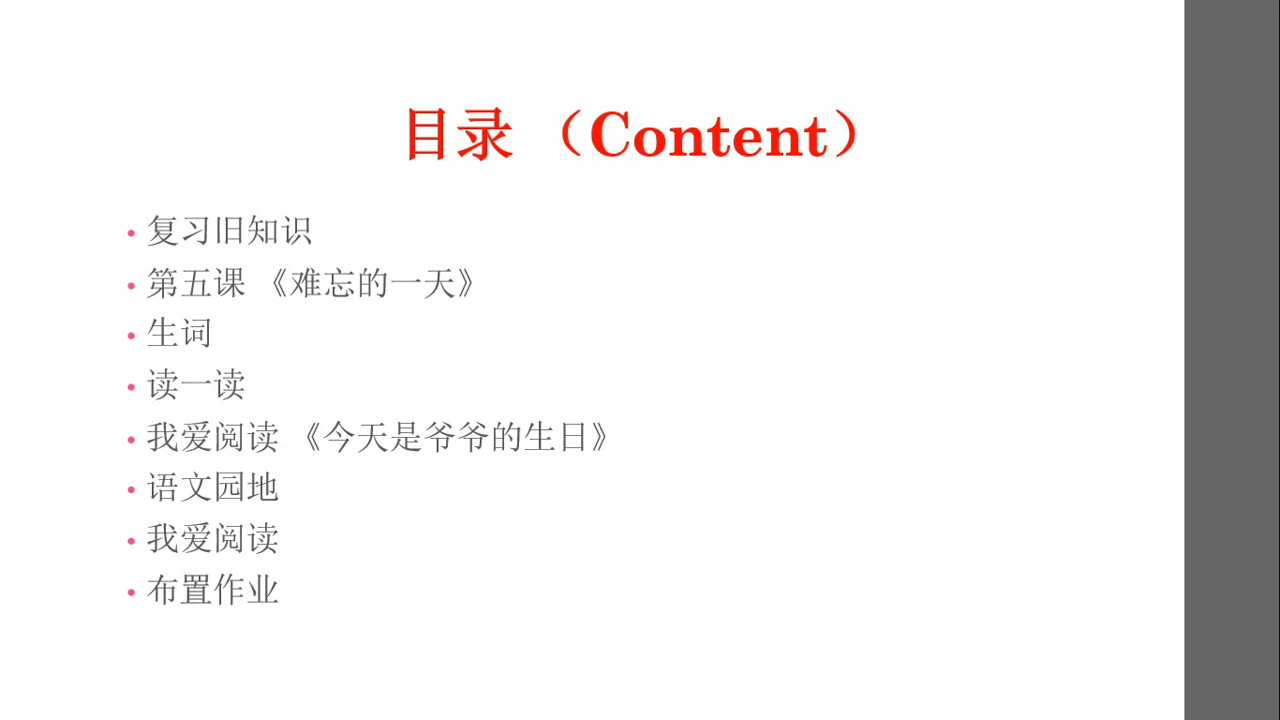 目录 （Content）
• 复习旧知识
• 第五课 《难忘的一天》
• 生词
• 读一读
• 我爱阅读 《今天是爷爷的生日》
• 语文园地
• 我爱阅读
• 布置作业